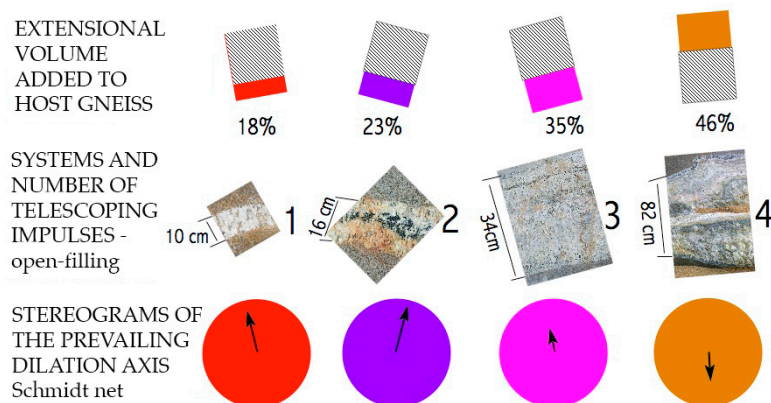 EXTENSIONAL
VOLUME
ADDED TO
HOST GNEISS
18%
23%
35%
46%
SYSTEMS AND
NUMBER OF
TELESCOPING
IMPULSES -
open-filling
10 cm
1
16 cm
2
34cm
3
82 cm
4
STEREOGRAMS OF
THE PREVAILING
DILATION AXIS
Schmidt net